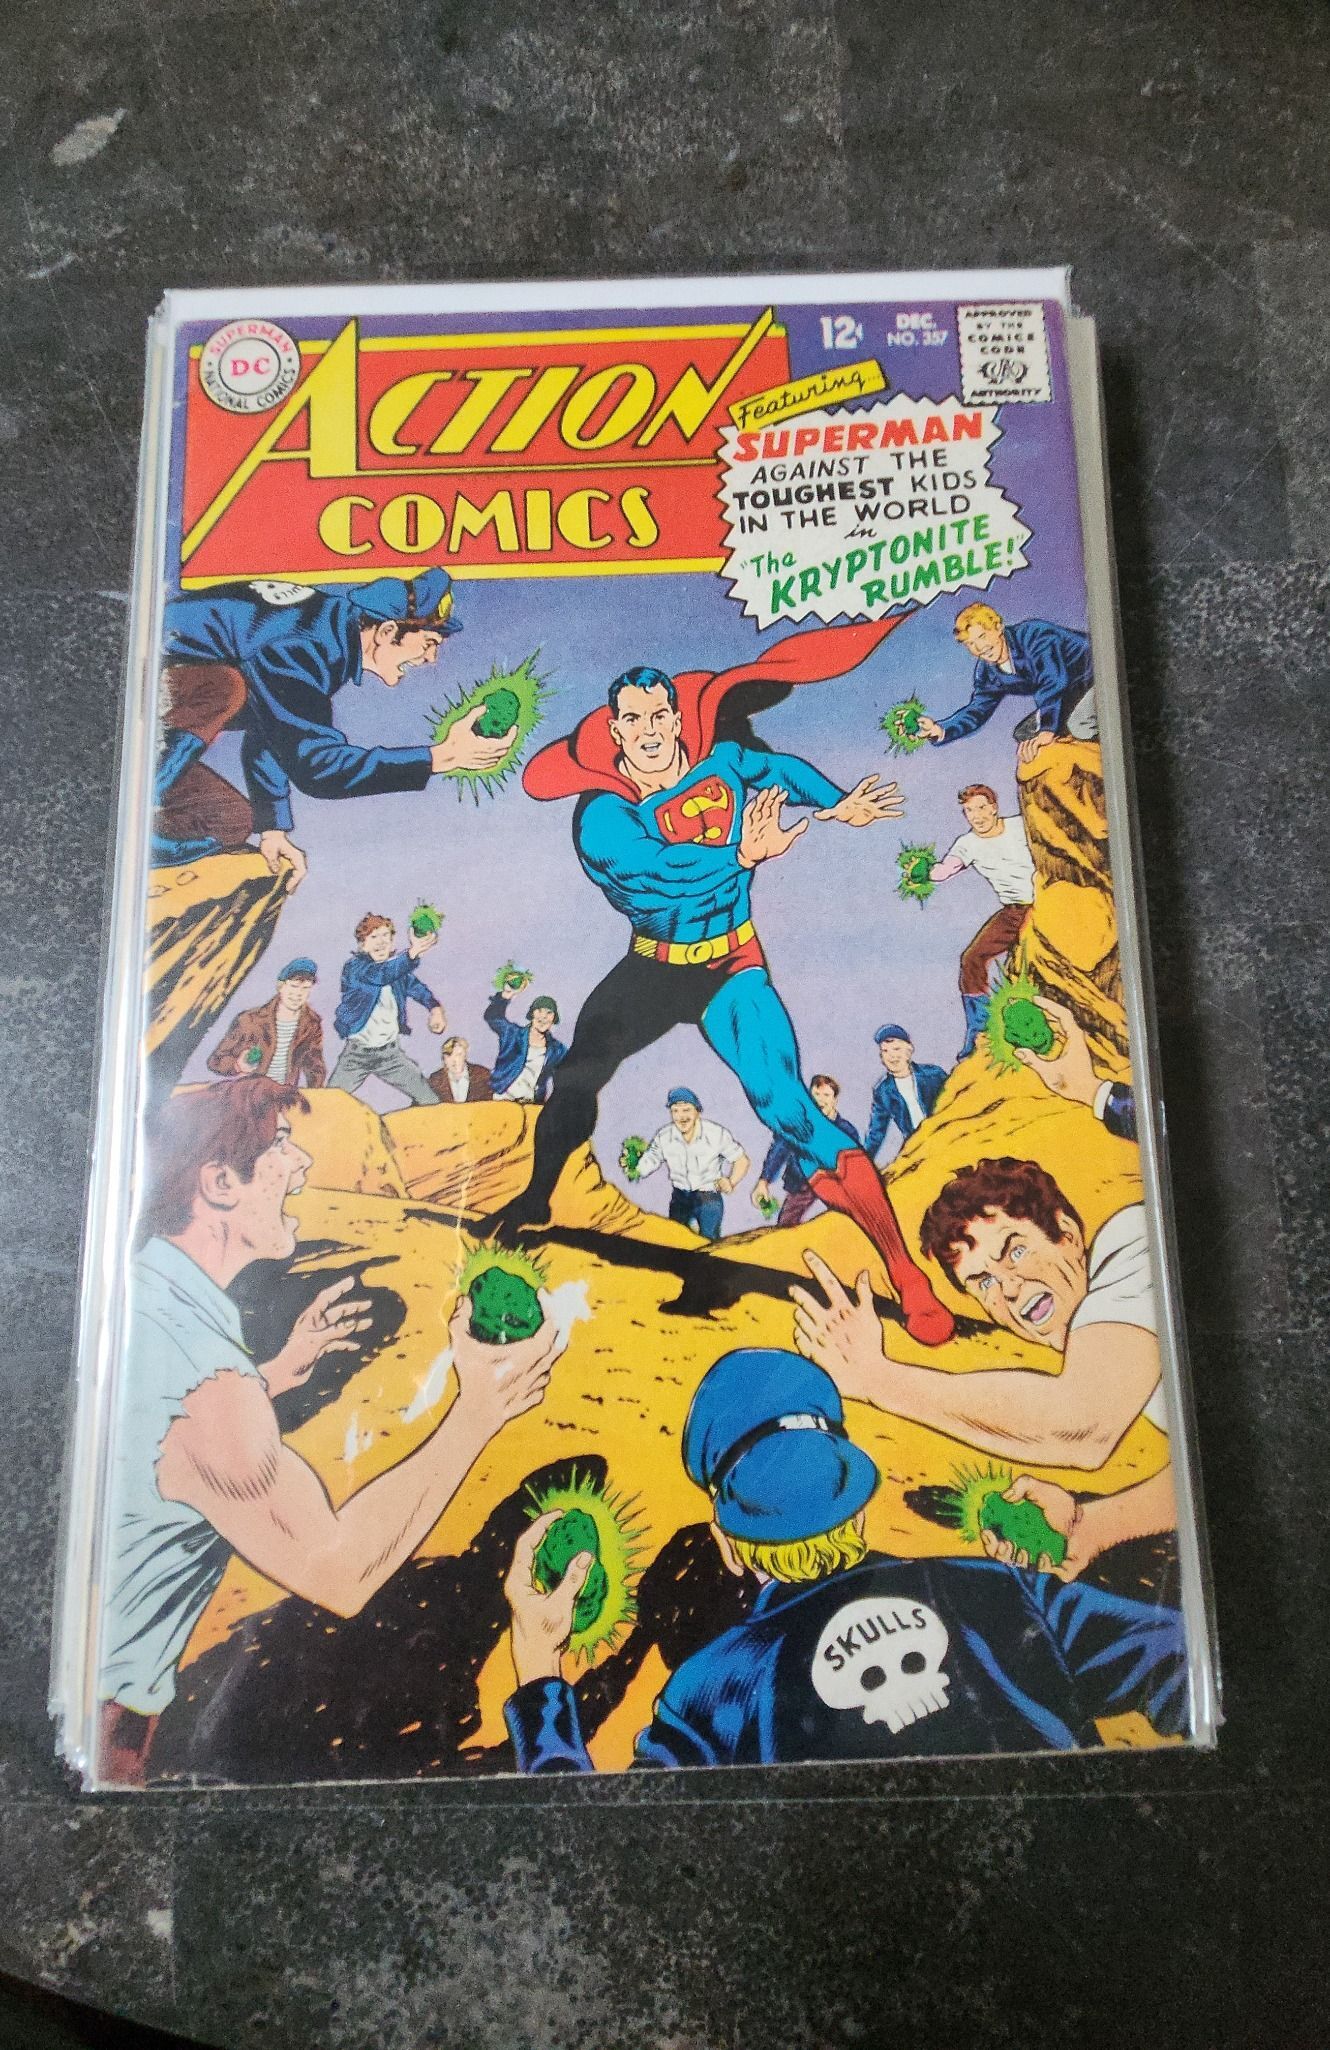 SUPERMAN
DC
NATIONAL COMICS
ACTION
COMICS
12¢
DEC.
NO. 357
APPROVED
BY THE
COMICS
CODE
AUTHORITY
Featuring...
SUPERMAN
AGAINST THE
TOUGHEST KIDS
IN THE WORLD
in
"The
KRYPTONITE
RUMBLE!"
SKULLS